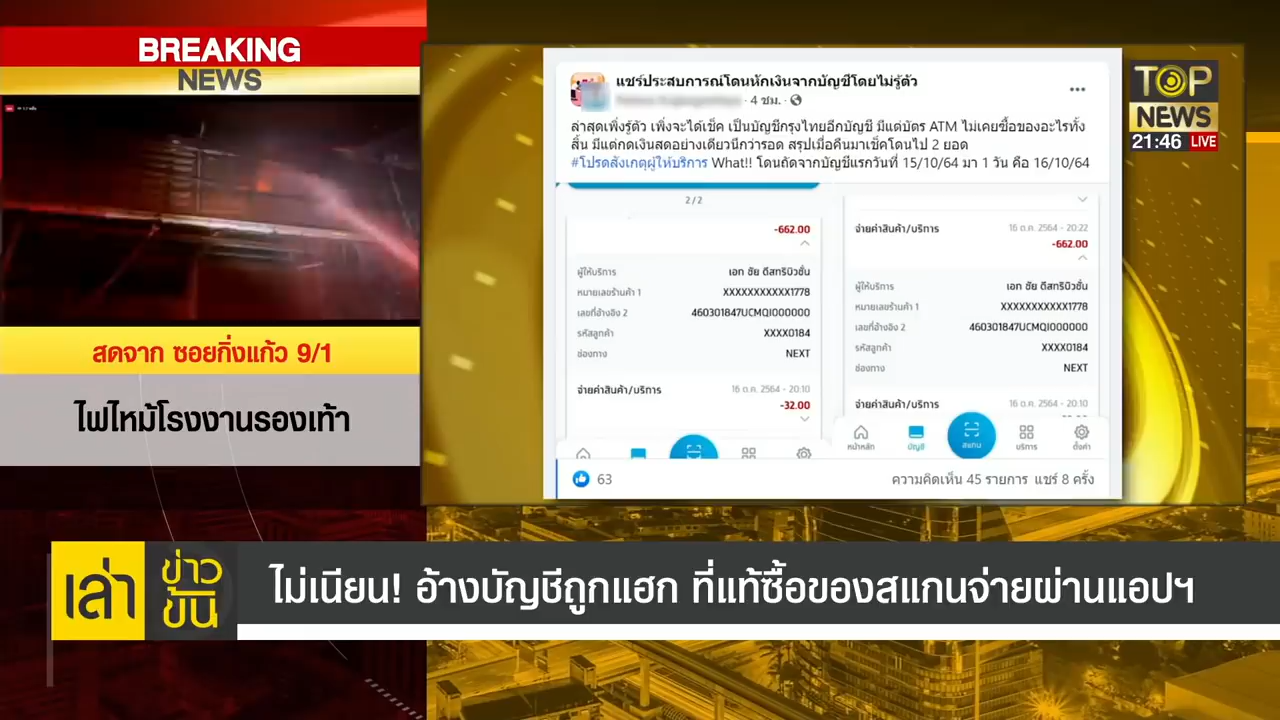 BREAKING
NEWS
สดจาก ซอยกิ่งแก้ว 9/1
ไฟไหม้โรงงานรองเท้า
แชร์ประสบการณ์โดนหักเงินจากบัญชีโดยไม่รู้ตัว
4 ชม.
ล่าสุดเพิ่งรู้ตัว เพิ่งจะได้เช็ค เป็นบัญชีกรุงไทยอีกบัญชี มีแต่บัตร ATM ไม่เคยซื้อของอะไรทั้ง
สิ้น มีแต่กดเงินสดอย่างเดียวนึกว่ารอด สรุปเมื่อคืนมาเช็คโดนไป 2 ยอด
#โปรดสังเกตุผู้ให้บริการ What!! โดนถัดจากบัญชีแรกวันที่ 15/10/64 มา 1 วัน คือ 16/10/64
2/2
-662.00
ผู้ให้บริการ เอก ชัย ดีสทริบิวชั่น
หมายเลขร้านค้า 1 XXXXXXXXXXX1778
เลขที่อ้างอิง 2 460301847UCMQI000000
รหัสลูกค้า XXXX0184
ช่องทาง NEXT
จ่ายค่าสินค้า/บริการ 16 ต.ค. 2564 - 20:10
-32.00
จ่ายค่าสินค้า/บริการ 16 ต.ค. 2564 - 20:22
-662.00
ผู้ให้บริการ เอก ชัย ดีสทริบิวชั่น
หมายเลขร้านค้า 1 XXXXXXXXXXX1778
เลขที่อ้างอิง 2 460301847UCMQI000000
รหัสลูกค้า XXXX0184
ช่องทาง NEXT
จ่ายค่าสินค้า/บริการ 16 ต.ค. 2564 - 20:10
หน้าหลัก บัญชี สแกน บริการ ตั้งค่า
63 ความคิดเห็น 45 รายการ แชร์ 8 ครั้ง
TOP
NEWS
21:46 LIVE
เล่า ข่าว ข้น
ไม่เนียน! อ้างบัญชีถูกแฮก ที่แท้ซื้อของสแกนจ่ายผ่านแอปฯ